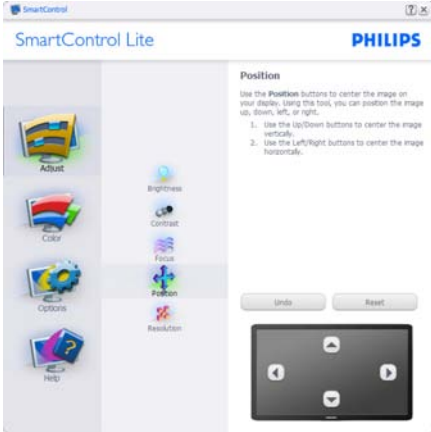 SmartControl
SmartControl Lite
PHILIPS
Adjust
Color
Options
Help
Brightness
Contrast
Focus
Position
Resolution
Position
Use the Position buttons to center the image on
your display. Using this tool, you can position the image
up, down, left, or right.
1. Use the Up/Down buttons to center the image
vertically.
2. Use the Left/Right buttons to center the image
horizontally.
Undo
Reset